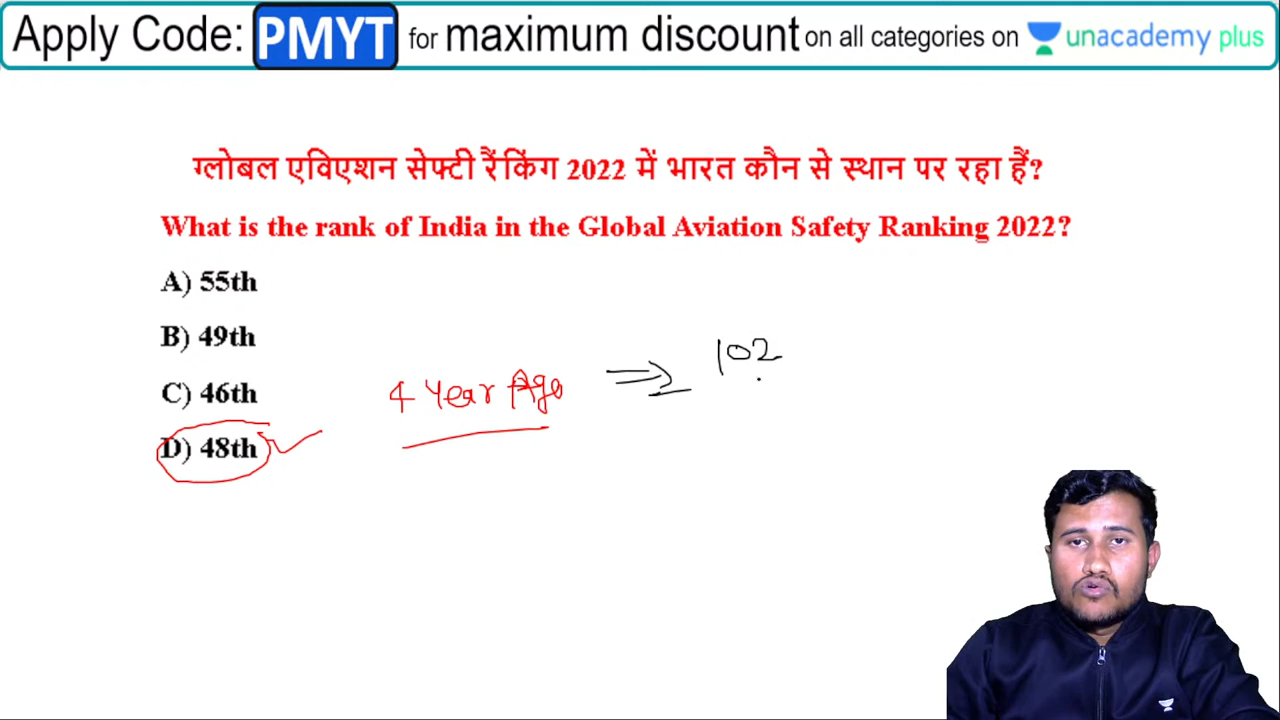 Apply Code: PMYT for maximum discount on all categories on unacademy plus
ग्लोबल एविएशन सेफ्टी रैंकिंग 2022 में भारत कौन से स्थान पर रहा हैं?
What is the rank of India in the Global Aviation Safety Ranking 2022?
A) 55th
B) 49th
C) 46th
4 Year Ago ⇒ 102
D) 48th